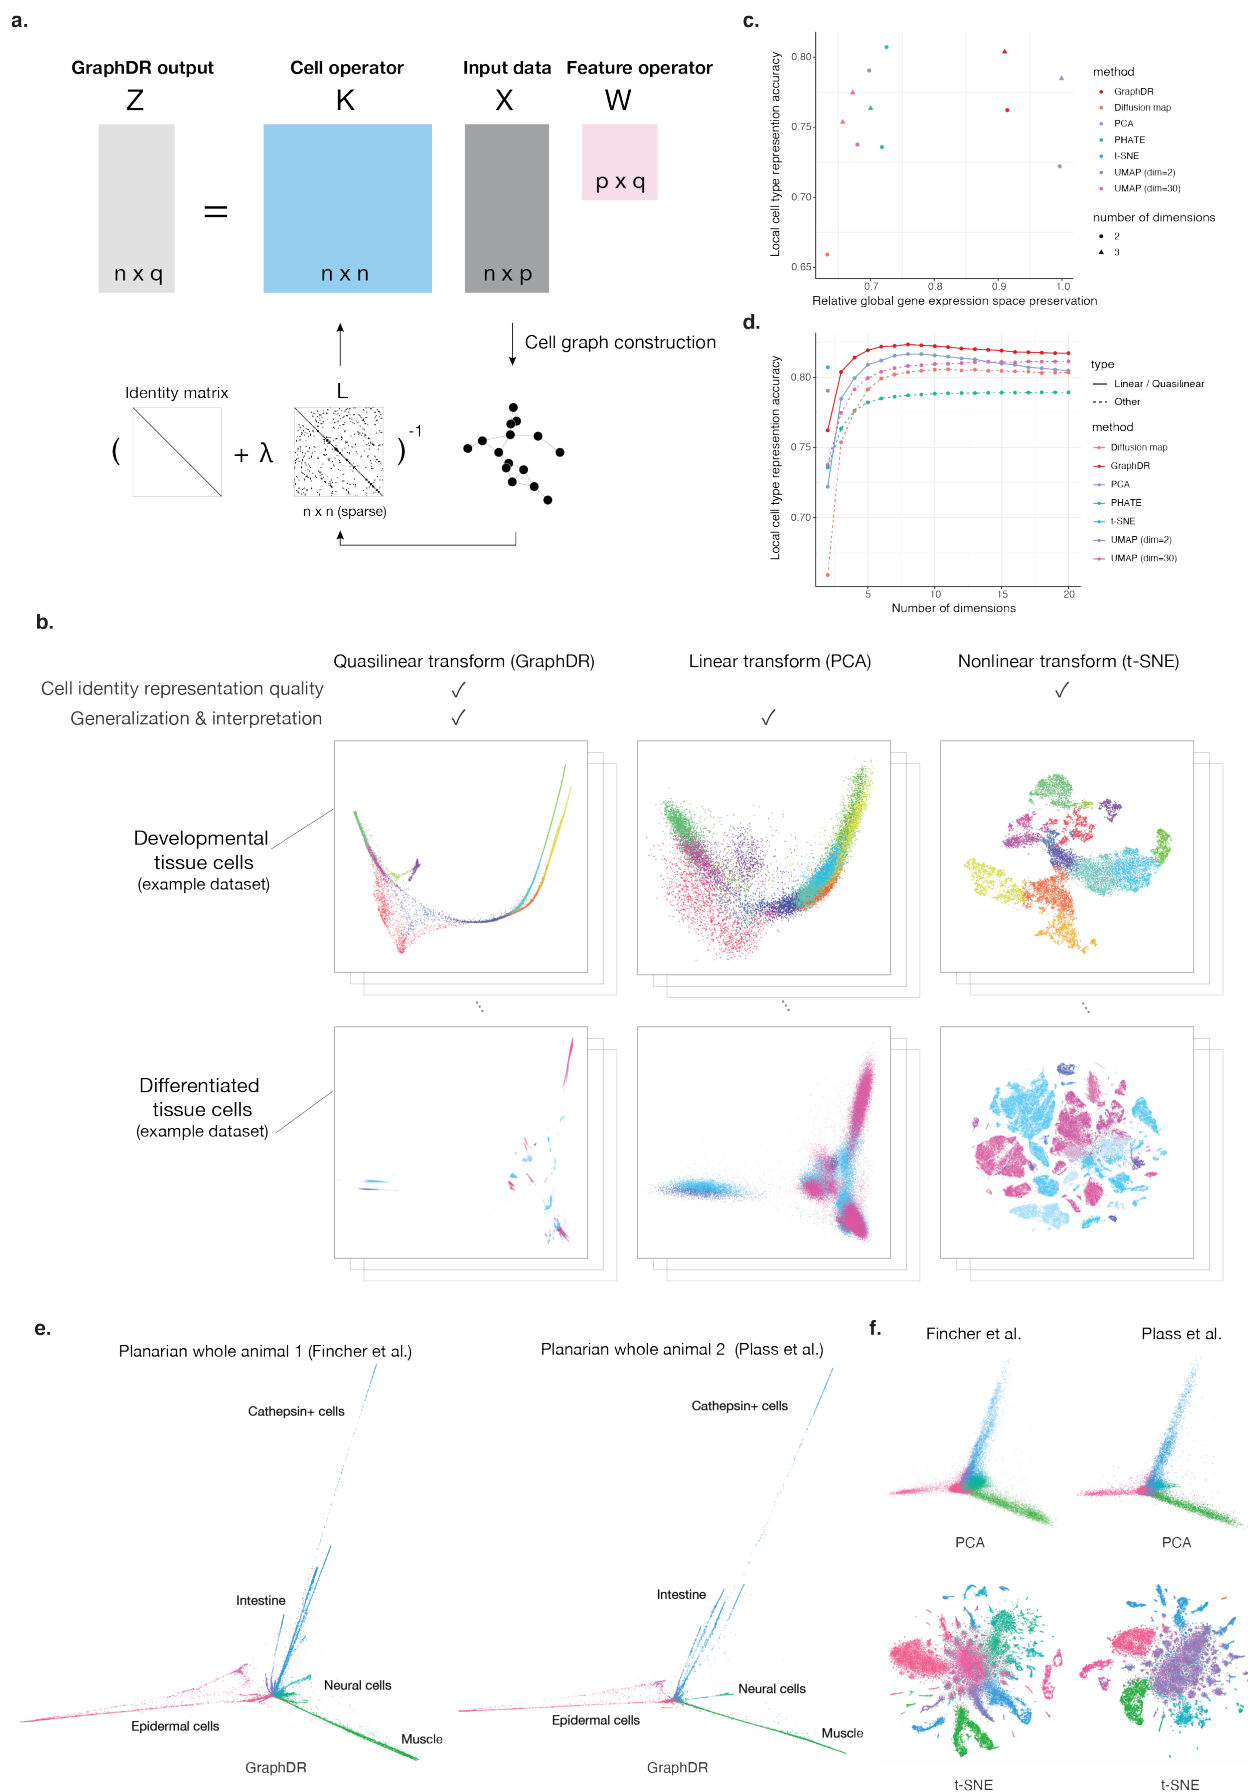 a.
GraphDR output
Cell operator
Input data
Feature operator
Z
K
X
W
=
n x q
n x n
n x p
p x q
Cell graph construction
Identity matrix
L
(
+ λ
)
-1
n x n (sparse)
c.
Local cell type represention accuracy
0.80
0.75
0.70
0.65
0.7
0.8
0.9
1.0
Relative global gene expression space preservation
method
GraphDR
Diffusion map
PCA
PHATE
t-SNE
UMAP (dim=2)
UMAP (dim=30)
number of dimensions
2
3
d.
Local cell type represention accuracy
0.80
0.75
0.70
5
10
15
20
Number of dimensions
type
Linear / Quasilinear
Other
method
Diffusion map
GraphDR
PCA
PHATE
t-SNE
UMAP (dim=2)
UMAP (dim=30)
b.
Quasilinear transform (GraphDR)
Linear transform (PCA)
Nonlinear transform (t-SNE)
Cell identity representation quality
✓
✓
Generalization & interpretation
✓
✓
Developmental
tissue cells
(example dataset)
Differentiated
tissue cells
(example dataset)
e.
Planarian whole animal 1 (Fincher et al.)
Cathepsin+ cells
Intestine
Neural cells
Epidermal cells
Muscle
GraphDR
Planarian whole animal 2 (Plass et al.)
Cathepsin+ cells
Intestine
Neural cells
Epidermal cells
Muscle
GraphDR
f.
Fincher et al.
Plass et al.
PCA
PCA
t-SNE
t-SNE